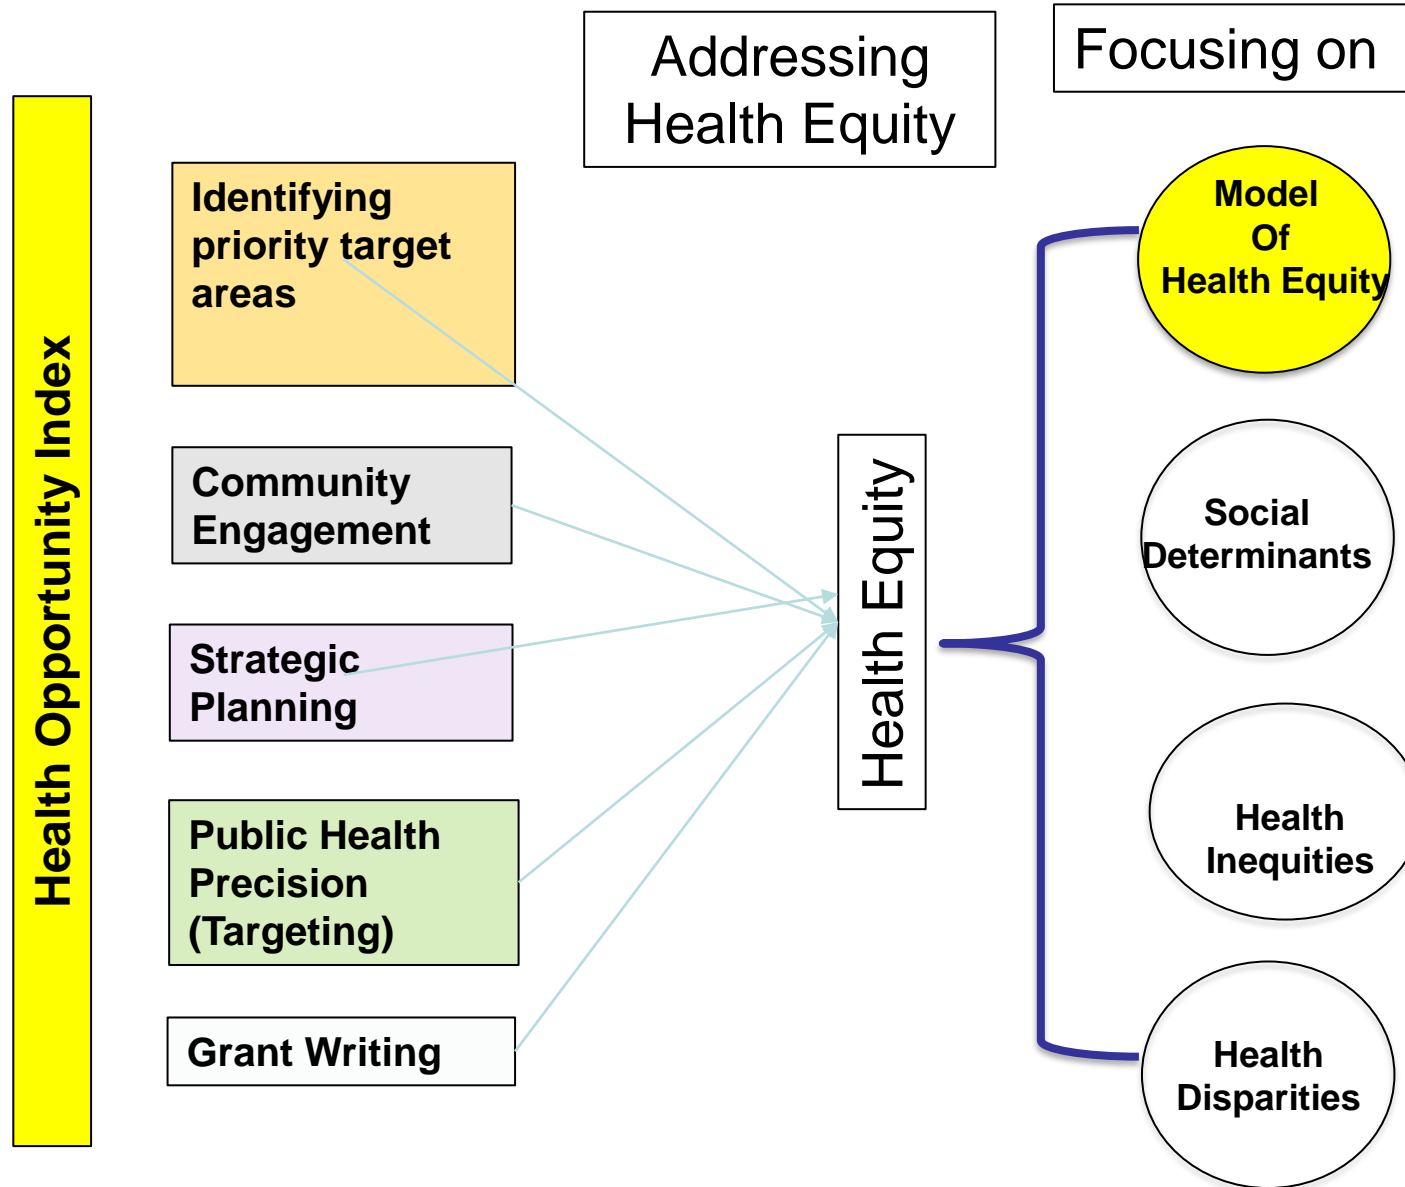 Addressing
Health Equity
Focusing on
Health Opportunity Index
Identifying
priority target
areas
Community
Engagement
Strategic
Planning
Public Health
Precision
(Targeting)
Grant Writing
Health Equity
Model
Of
Health Equity
Social
Determinants
Health
Inequities
Health
Disparities